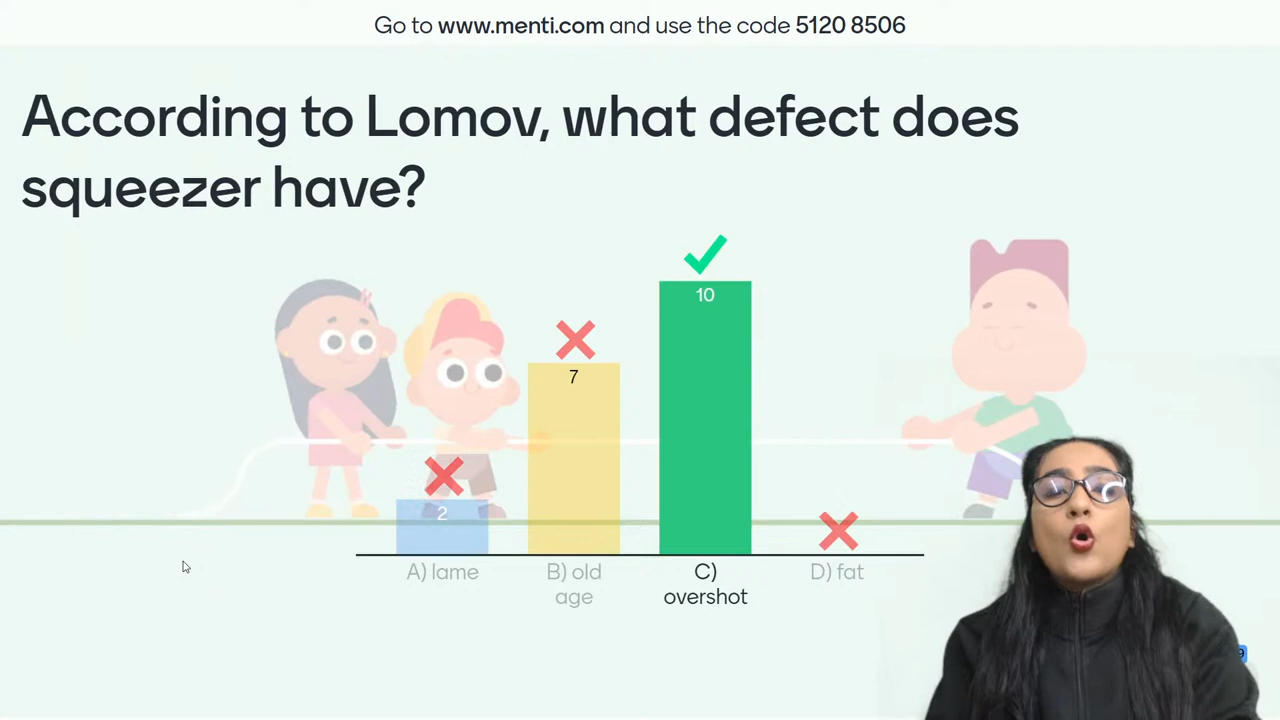 Go to www.menti.com and use the code 5120 8506
According to Lomov, what defect does
squeezer have?
10
7
2
A) lame
B) old
age
C)
overshot
D) fat
9